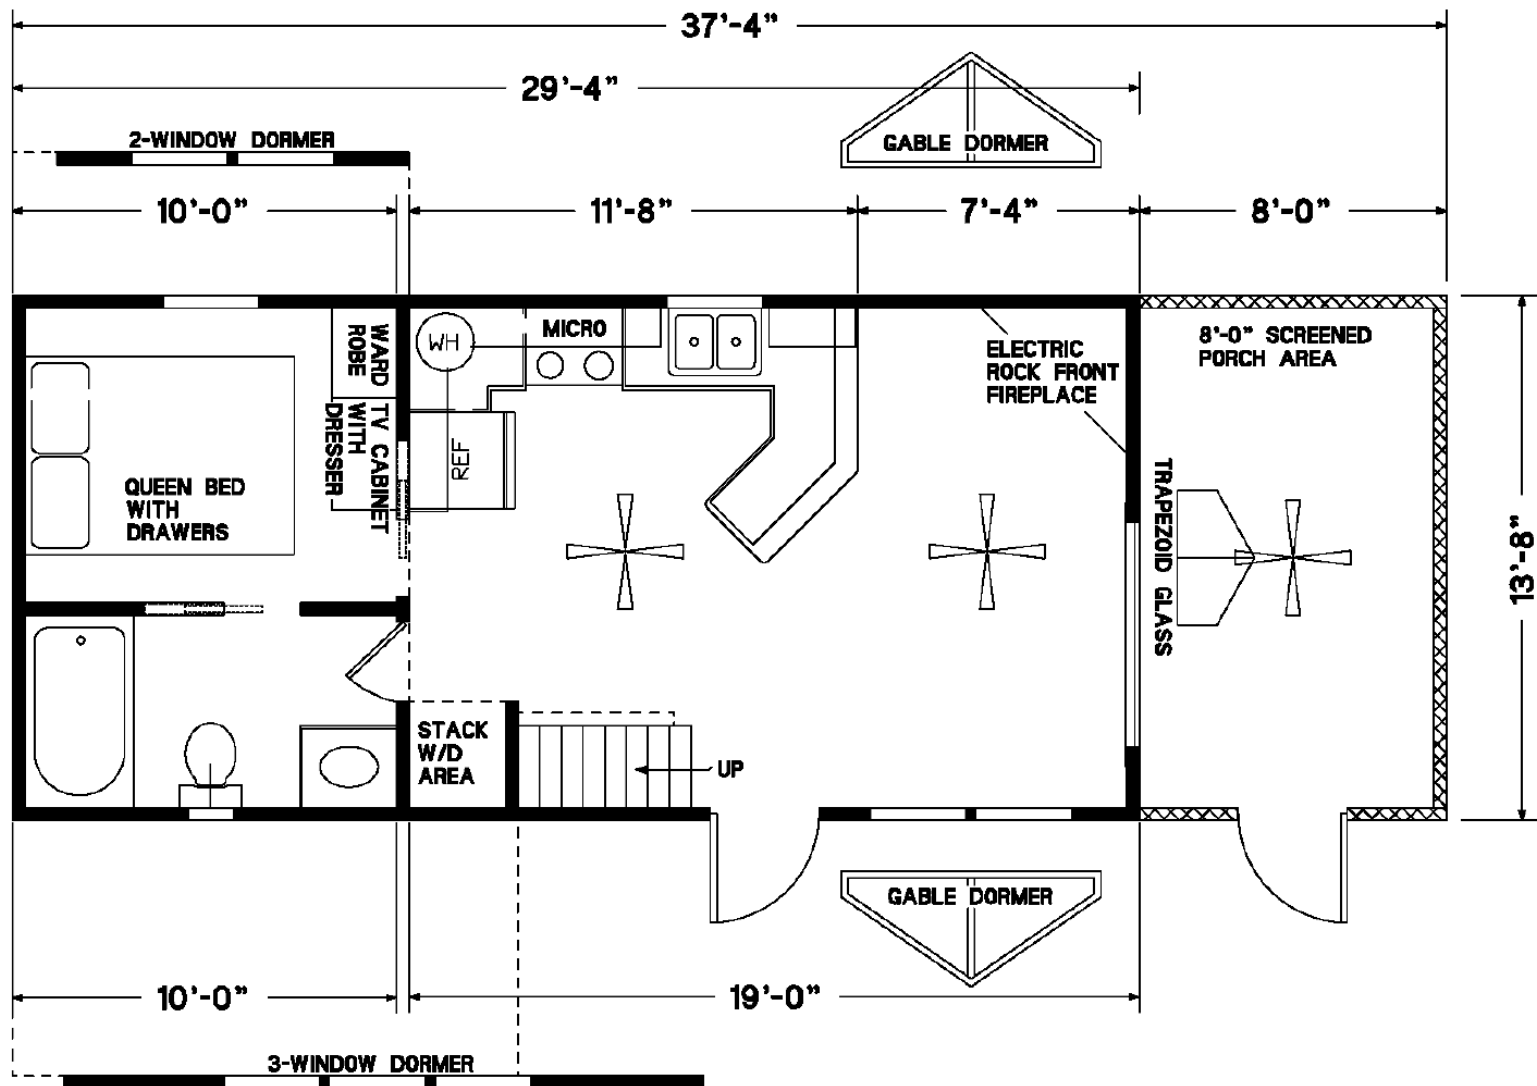 37'-4"
29'-4"
2-WINDOW DORMER
GABLE DORMER
10'-0"
11'-8"
7'-4"
8'-0"
WARD
ROBE
WH
MICRO
ELECTRIC
ROCK FRONT
FIREPLACE
8'-0" SCREENED
PORCH AREA
TV CABINET
WITH
DRESSER
REF
QUEEN BED
WITH
DRAWERS
TRAPEZOID GLASS
13'-8"
STACK
W/D
AREA
UP
GABLE DORMER
10'-0"
19'-0"
3-WINDOW DORMER